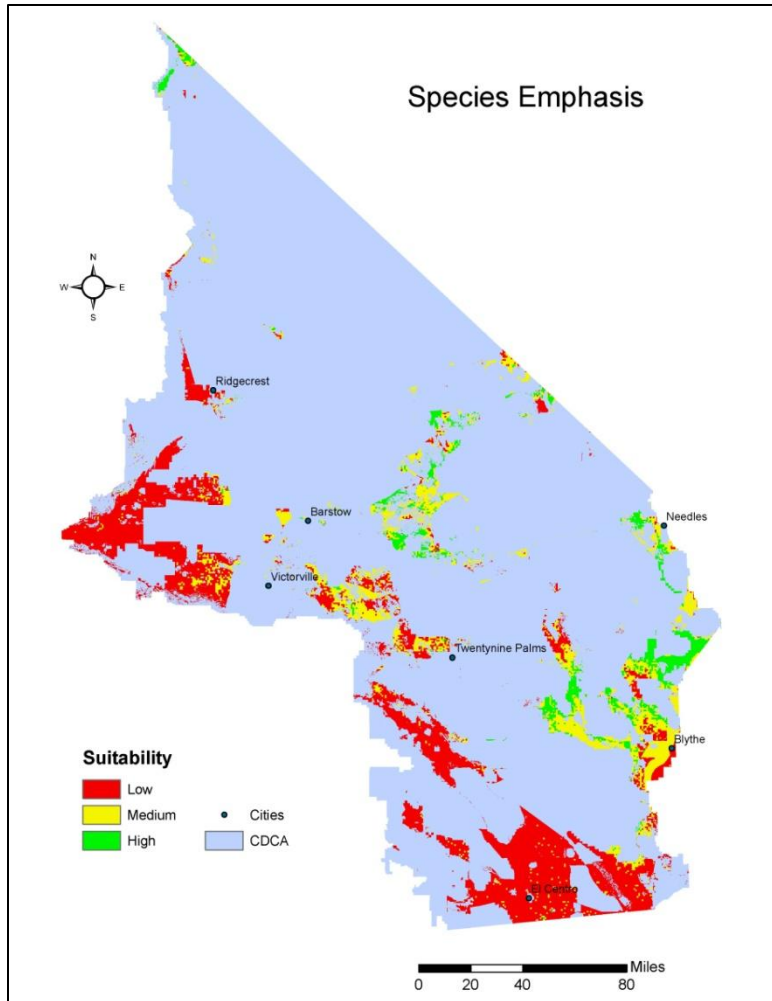 Species Emphasis
N
W E
S
Ridgecrest
Barstow
Needles
Victorville
Twentynine Palms
Blythe
Suitability
Low
Medium
Cities
High
CDCA
El Centro
Miles
0 20 40 80